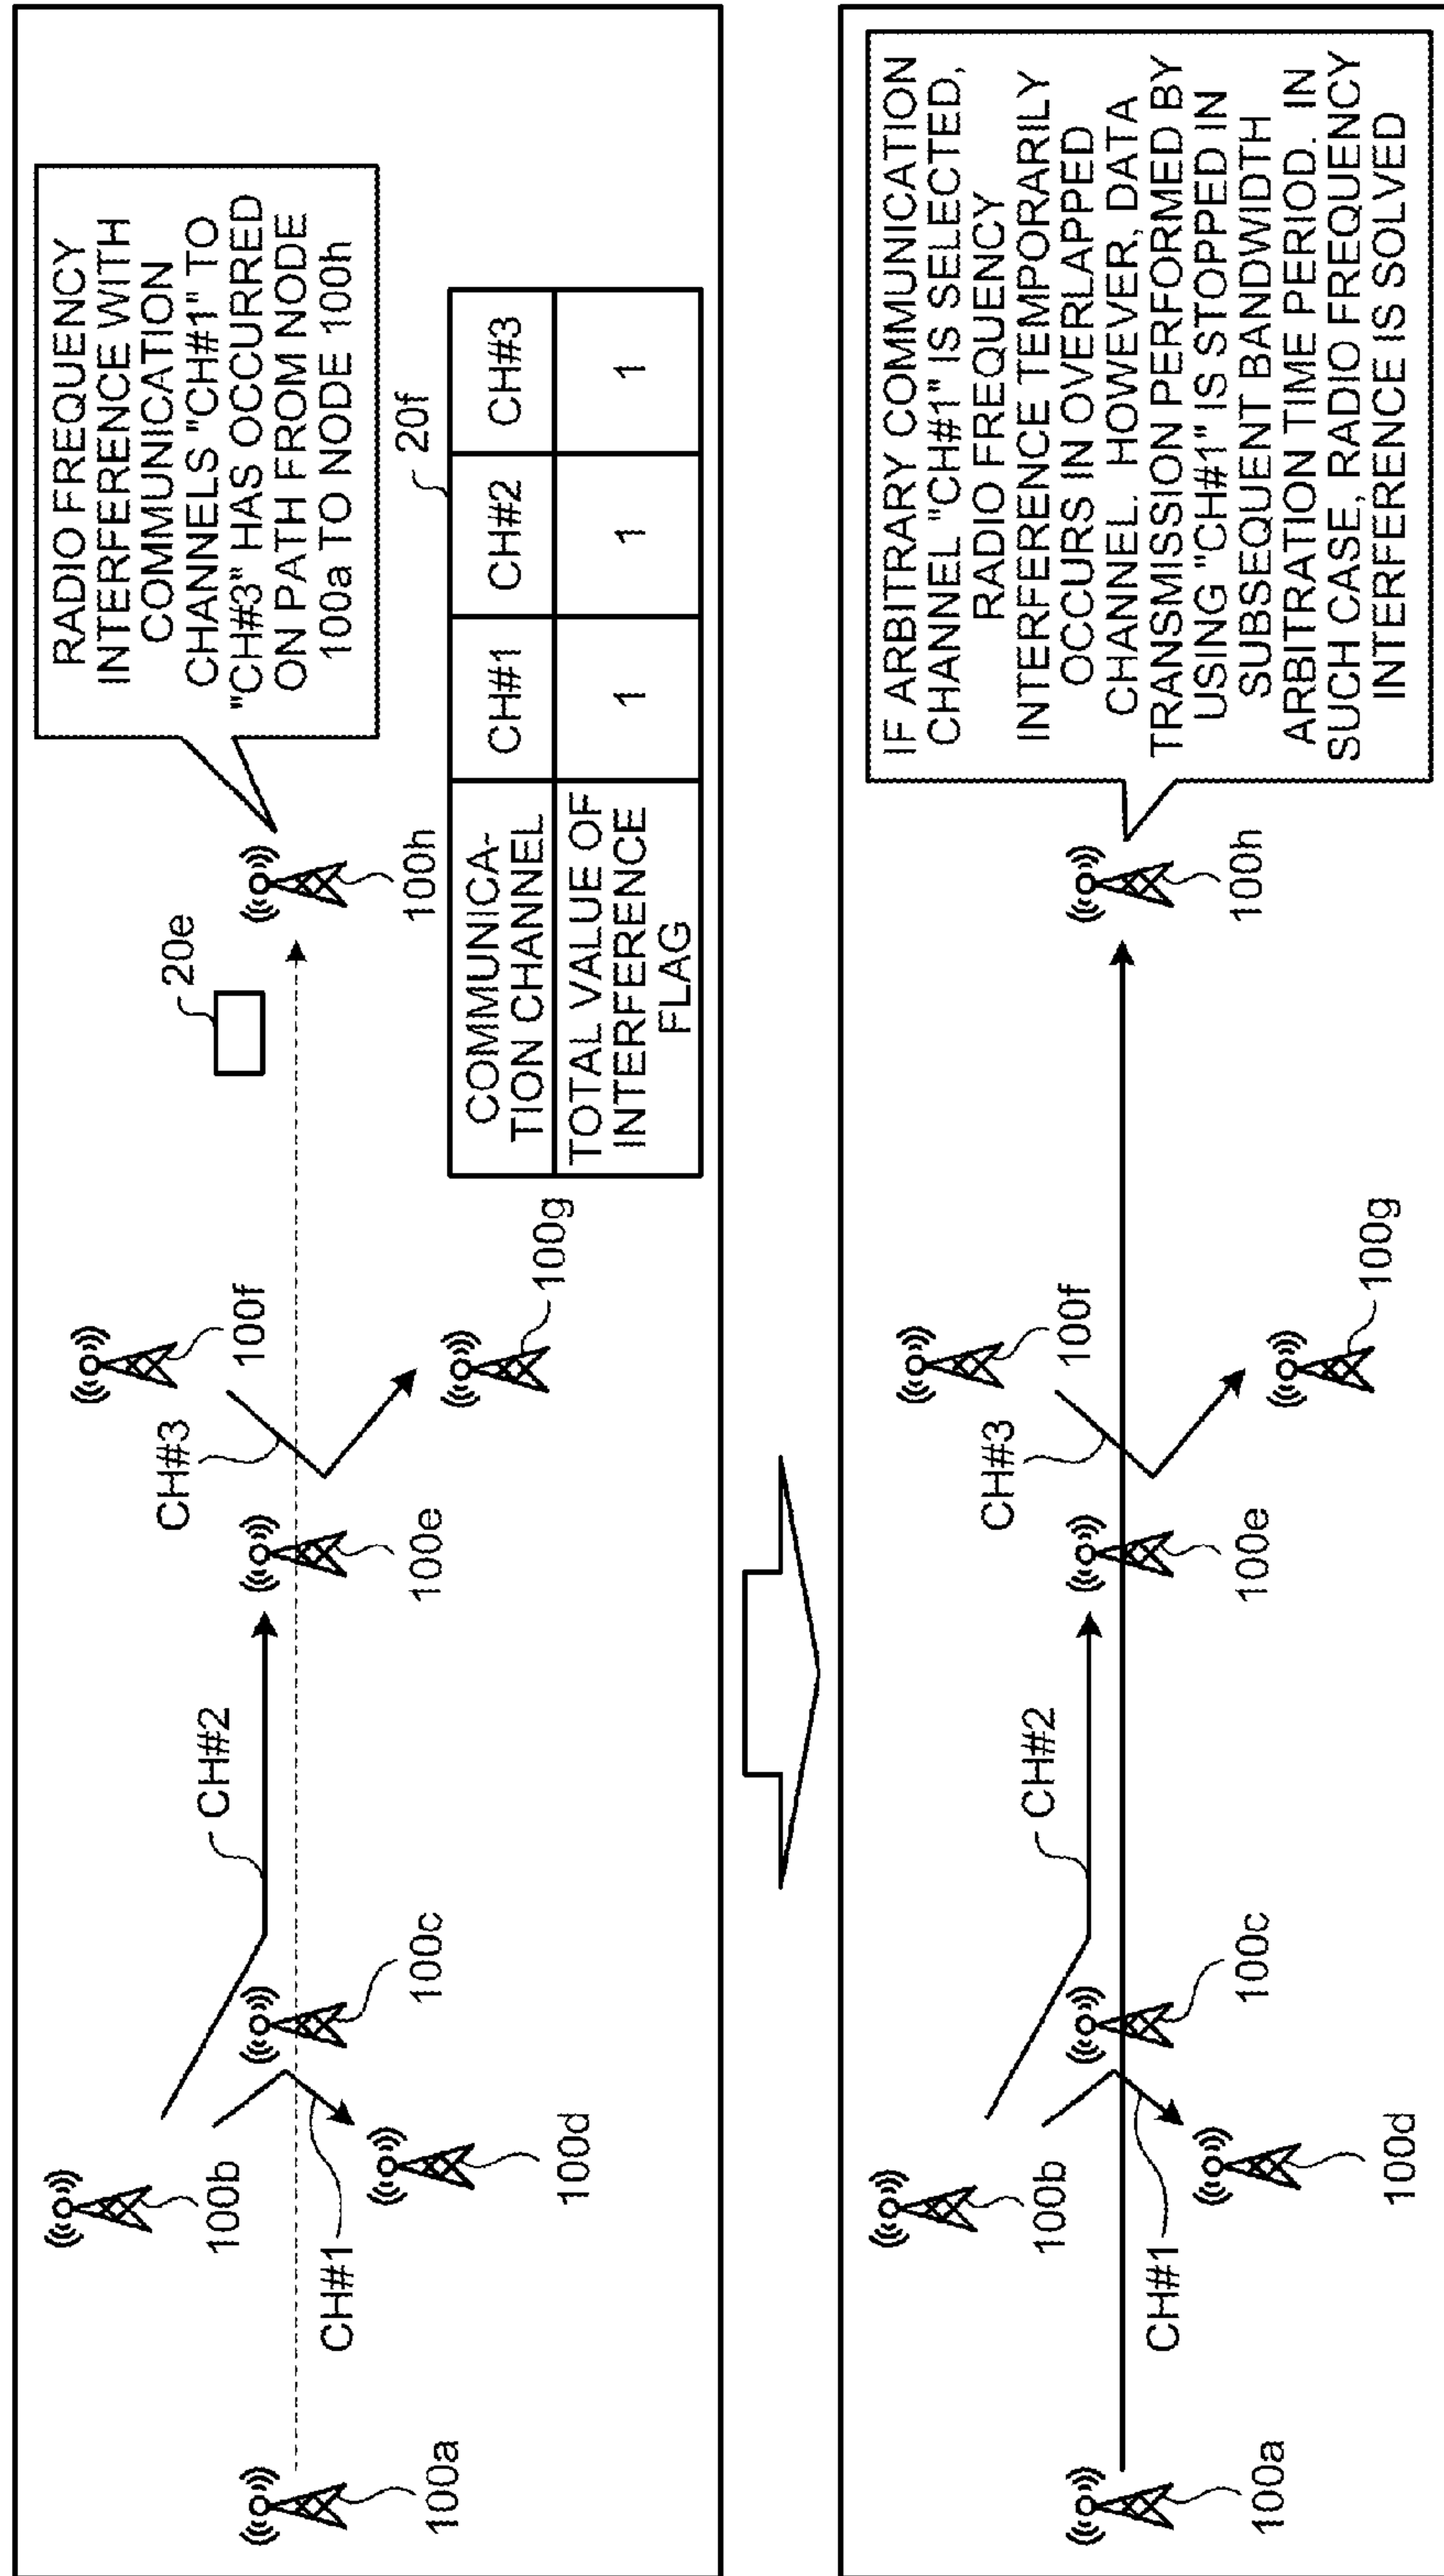 RADIO FREQUENCY
INTERFERENCE WITH
COMMUNICATION
CHANNELS "CH#1" TO
"CH#3" HAS OCCURRED
ON PATH FROM NODE
100a TO NODE 100h
20e
100f
CH#3
CH#2
100b
100h
100e
100c
100a
CH#1
100d
100g
20f
COMMUNICA-
TION CHANNEL
CH#1
CH#2
CH#3
TOTAL VALUE OF
INTERFERENCE
FLAG
1
1
1
IF ARBITRARY COMMUNICATION
CHANNEL "CH#1" IS SELECTED,
RADIO FREQUENCY
INTERFERENCE TEMPORARILY
OCCURS IN OVERLAPPED
CHANNEL. HOWEVER, DATA
TRANSMISSION PERFORMED BY
USING "CH#1" IS STOPPED IN
SUBSEQUENT BANDWIDTH
ARBITRATION TIME PERIOD. IN
SUCH CASE, RADIO FREQUENCY
INTERFERENCE IS SOLVED
100f
CH#3
CH#2
100b
100h
100e
100c
100a
CH#1
100d
100g